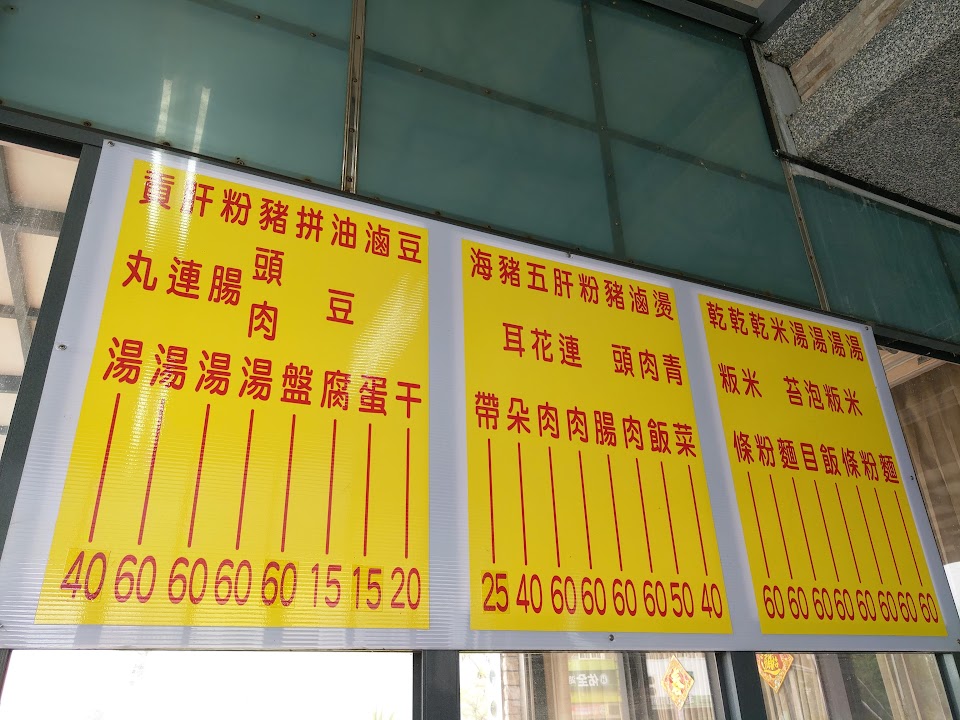 湯麵 60
湯米粉 60
湯粄條 60
湯泡飯 60
米苔目 60
乾麵 60
乾米粉 60
乾粄條 60
燙青菜 40
滷肉飯 50
豬頭肉 60
粉腸 60
肝連肉 60
五花肉 60
豬耳朵 40
海帶 25
豆干 20
滷蛋 15
油豆腐 15
拼盤 60
豬頭肉湯 60
粉腸湯 60
肝連湯 60
貢丸湯 40
佑全
春